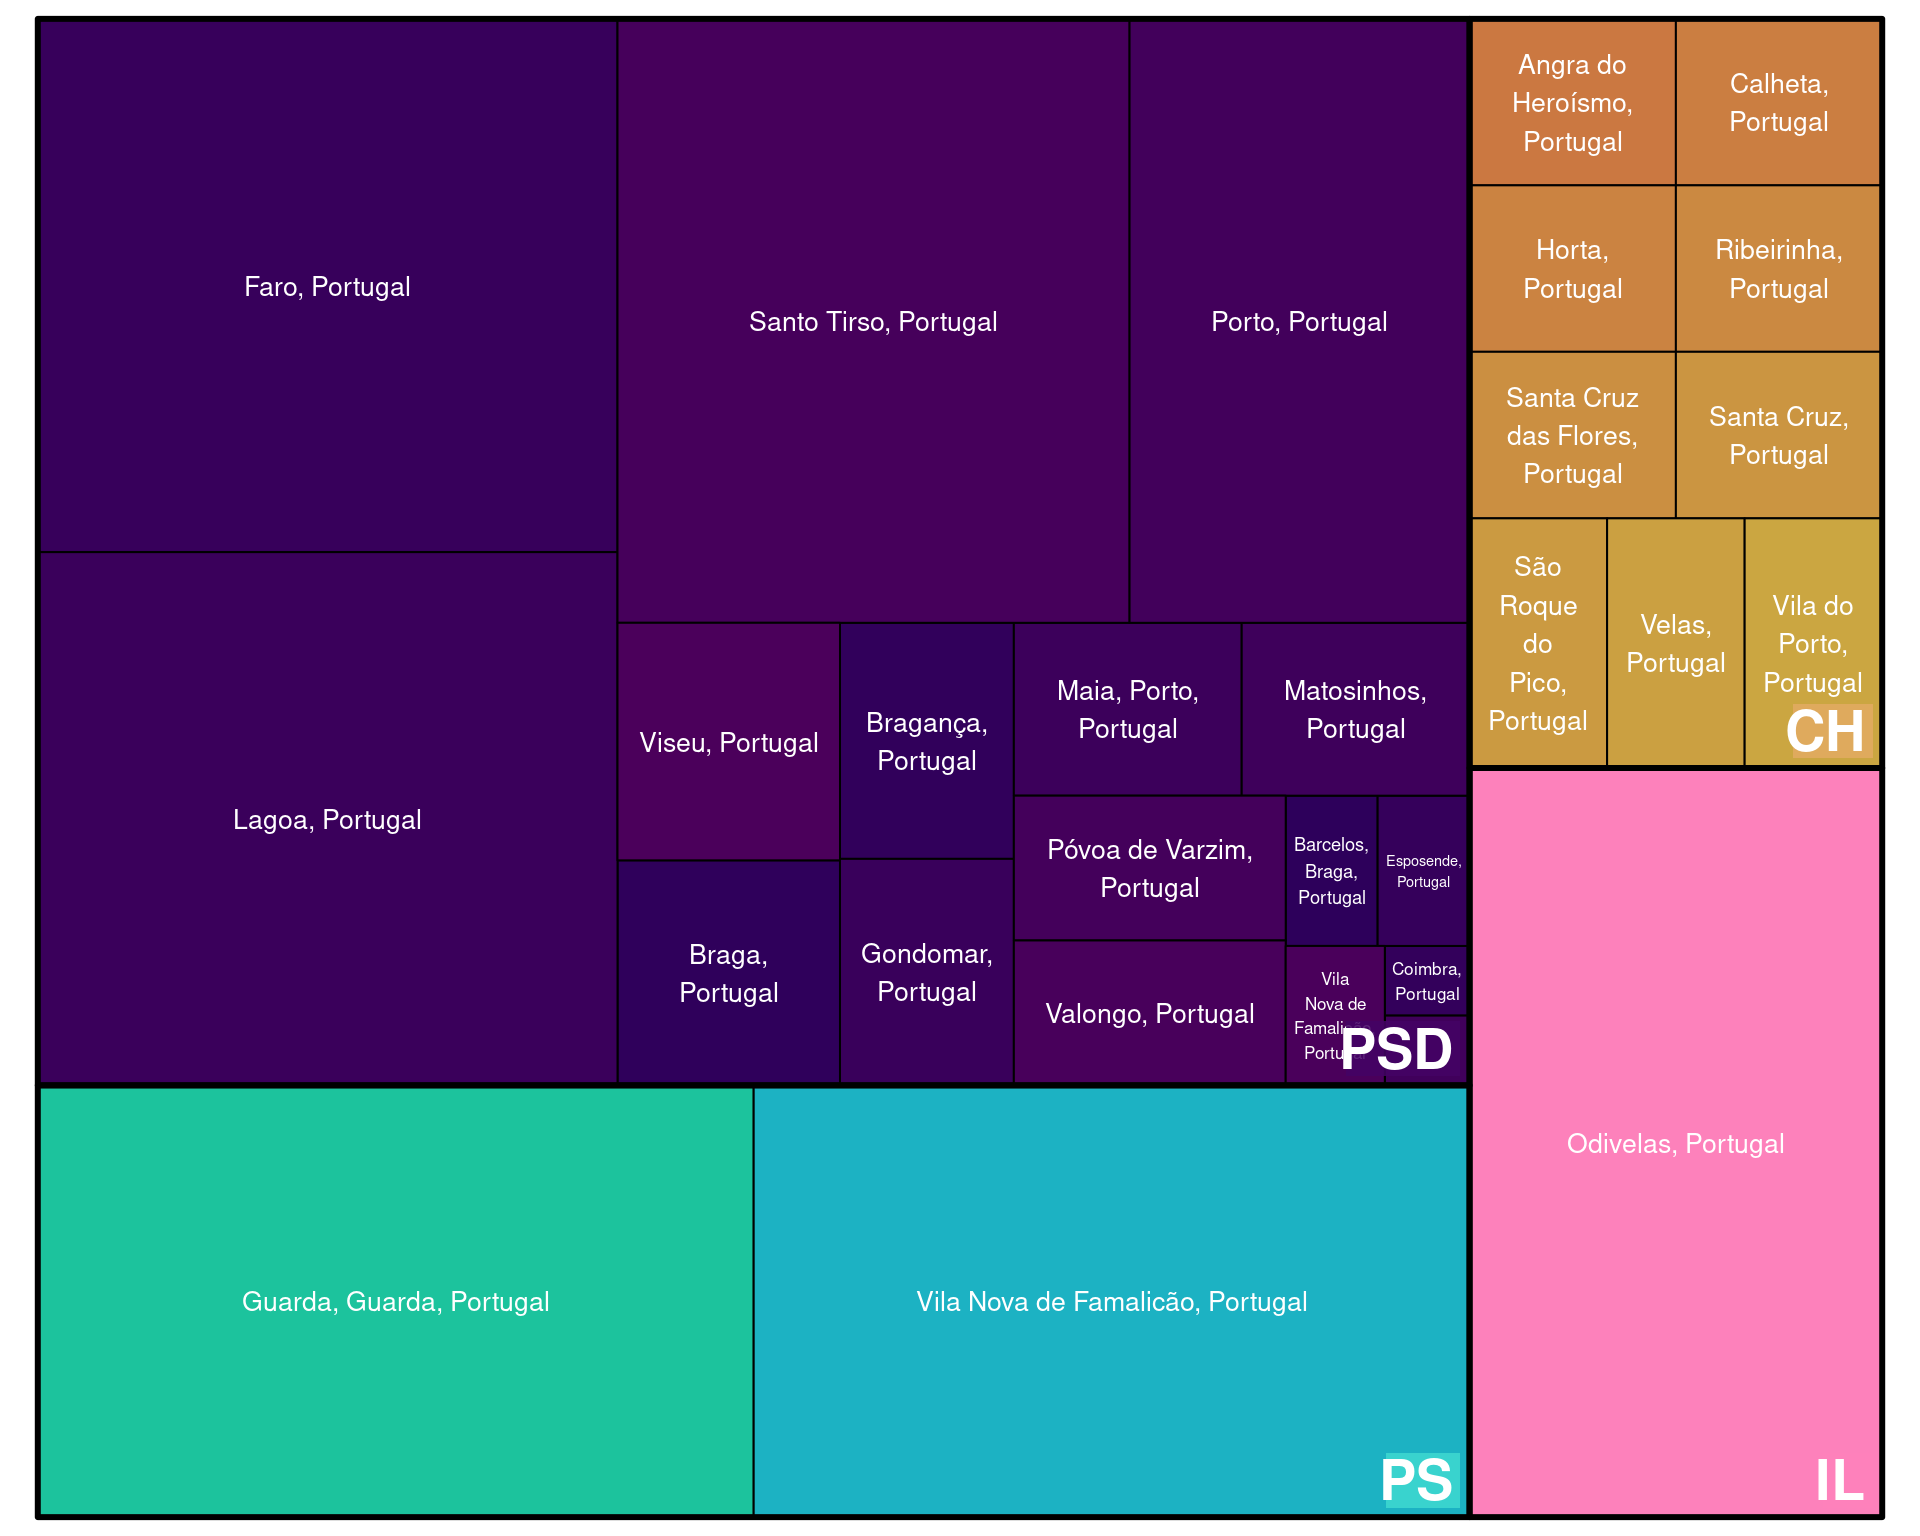 Faro, Portugal
Lagoa, Portugal
Santo Tirso, Portugal
Porto, Portugal
Viseu, Portugal
Braga,
Portugal
Bragança,
Portugal
Gondomar,
Portugal
Maia, Porto,
Portugal
Matosinhos,
Portugal
Póvoa de Varzim,
Portugal
Valongo, Portugal
Barcelos,
Braga,
Portugal
Esposende,
Portugal
Vila
Nova de
Coimbra,
Portugal
PSD
Guarda, Guarda, Portugal
Vila Nova de Famalicão, Portugal
PS
Angra do
Heroísmo,
Portugal
Calheta,
Portugal
Horta,
Portugal
Ribeirinha,
Portugal
Santa Cruz
das Flores,
Portugal
Santa Cruz,
Portugal
São
Roque
do
Pico,
Portugal
Velas,
Portugal
Vila do
Porto,
Portugal
CH
Odivelas, Portugal
IL